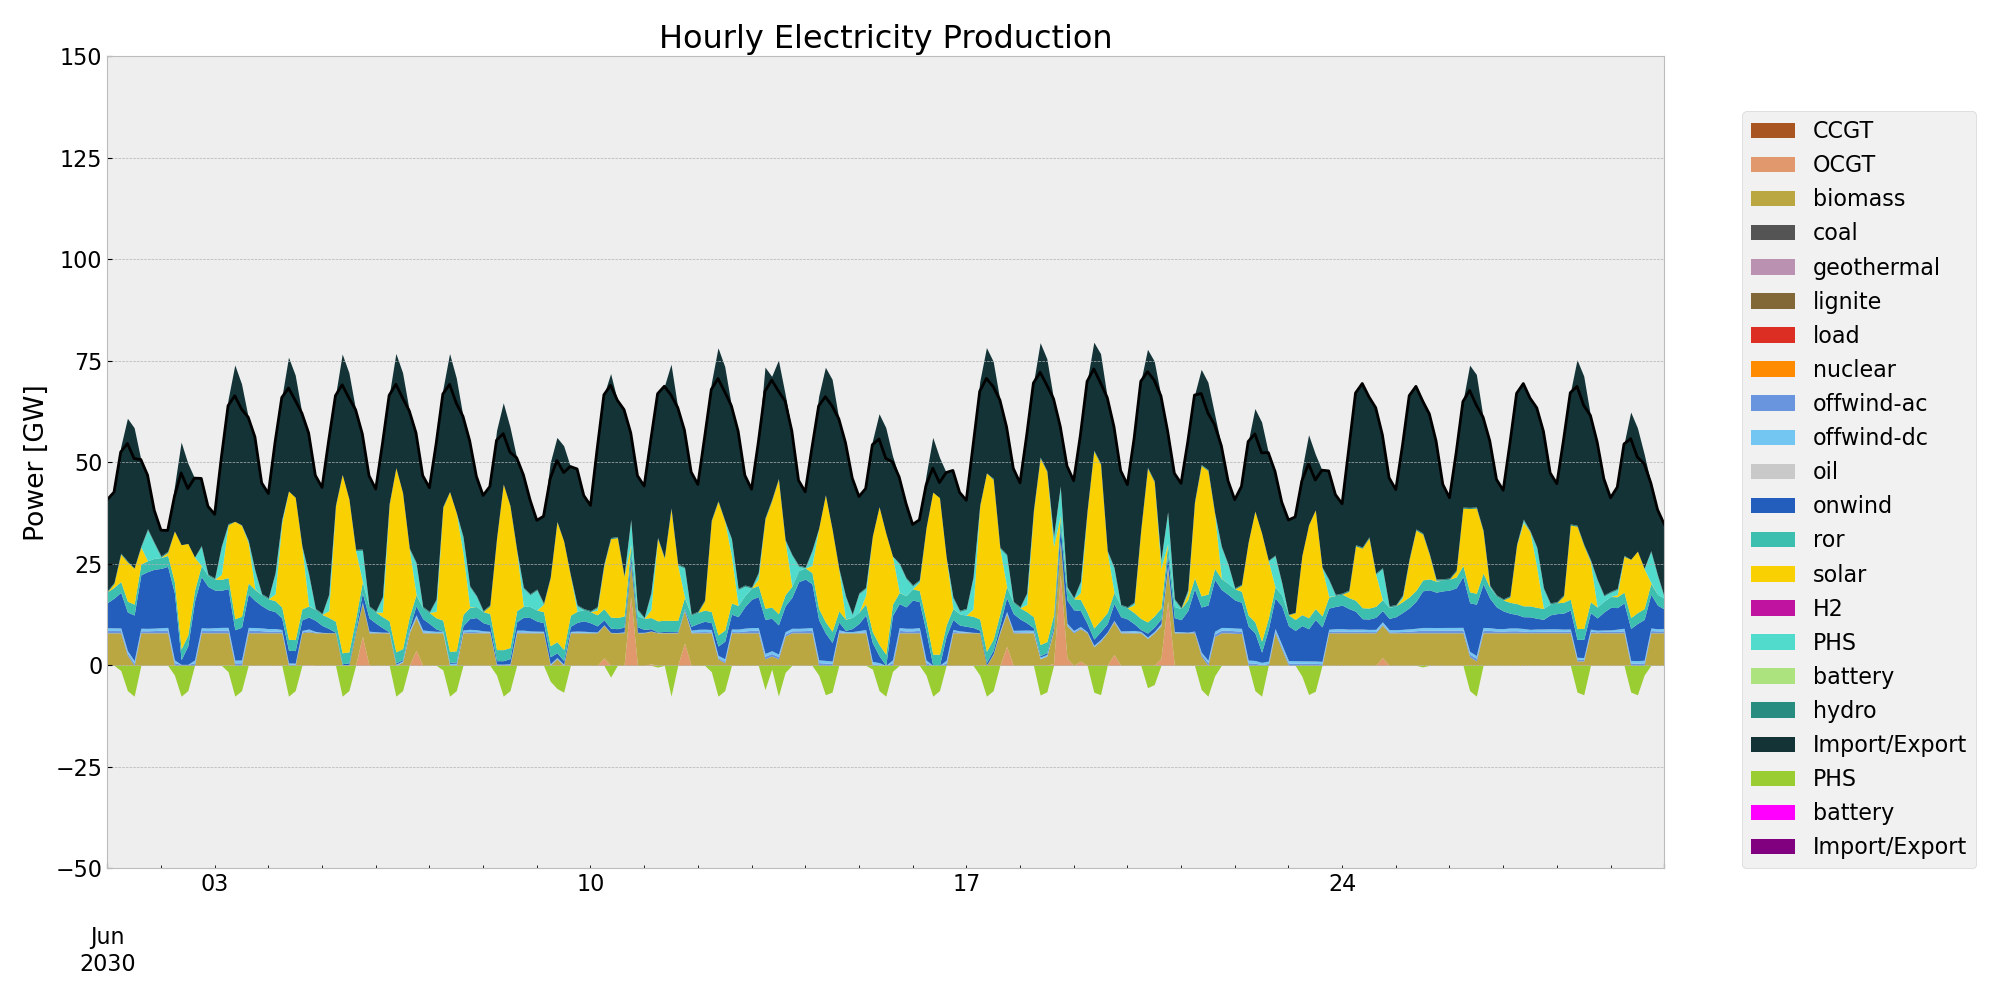 Hourly Electricity Production
Power [GW]
150
125
100
75
50
25
0
−25
−50
03
10
17
24
Jun
2030
CCGT
OCGT
biomass
coal
geothermal
lignite
load
nuclear
offwind-ac
offwind-dc
oil
onwind
ror
solar
H2
PHS
battery
hydro
Import/Export
PHS
battery
Import/Export